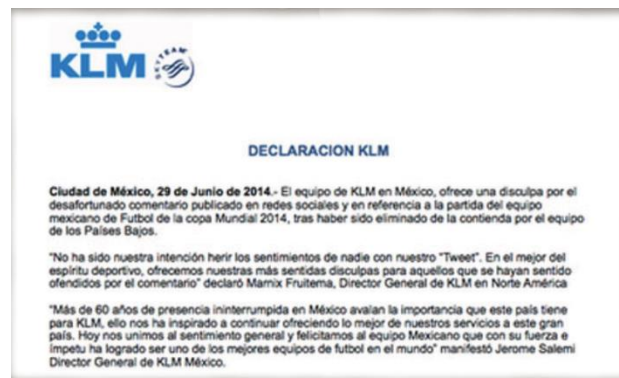 KLM
SKYTEAM
DECLARACION KLM
Ciudad de México, 29 de Junio de 2014.- El equipo de KLM en México, ofrece una disculpa por el
desafortunado comentario publicado en redes sociales y en referencia a la partida del equipo
mexicano de Futbol de la copa Mundial 2014, tras haber sido eliminado de la contienda por el equipo
de los Países Bajos.
"No ha sido nuestra intención herir los sentimientos de nadie con nuestro "Tweet". En el mejor del
espíritu deportivo, ofrecemos nuestras más sentidas disculpas para aquellos que se hayan sentido
ofendidos por el comentario" declaró Marnix Fruitema, Director General de KLM en Norte América
"Más de 60 años de presencia ininterrumpida en México avalan la importancia que este país tiene
para KLM, ello nos ha inspirado a continuar ofreciendo lo mejor de nuestros servicios a este gran
país. Hoy nos unimos al sentimiento general y felicitamos al equipo Mexicano que con su fuerza e
ímpetu ha logrado ser uno de los mejores equipos de futbol en el mundo" manifestó Jerome Salemi
Director General de KLM México.